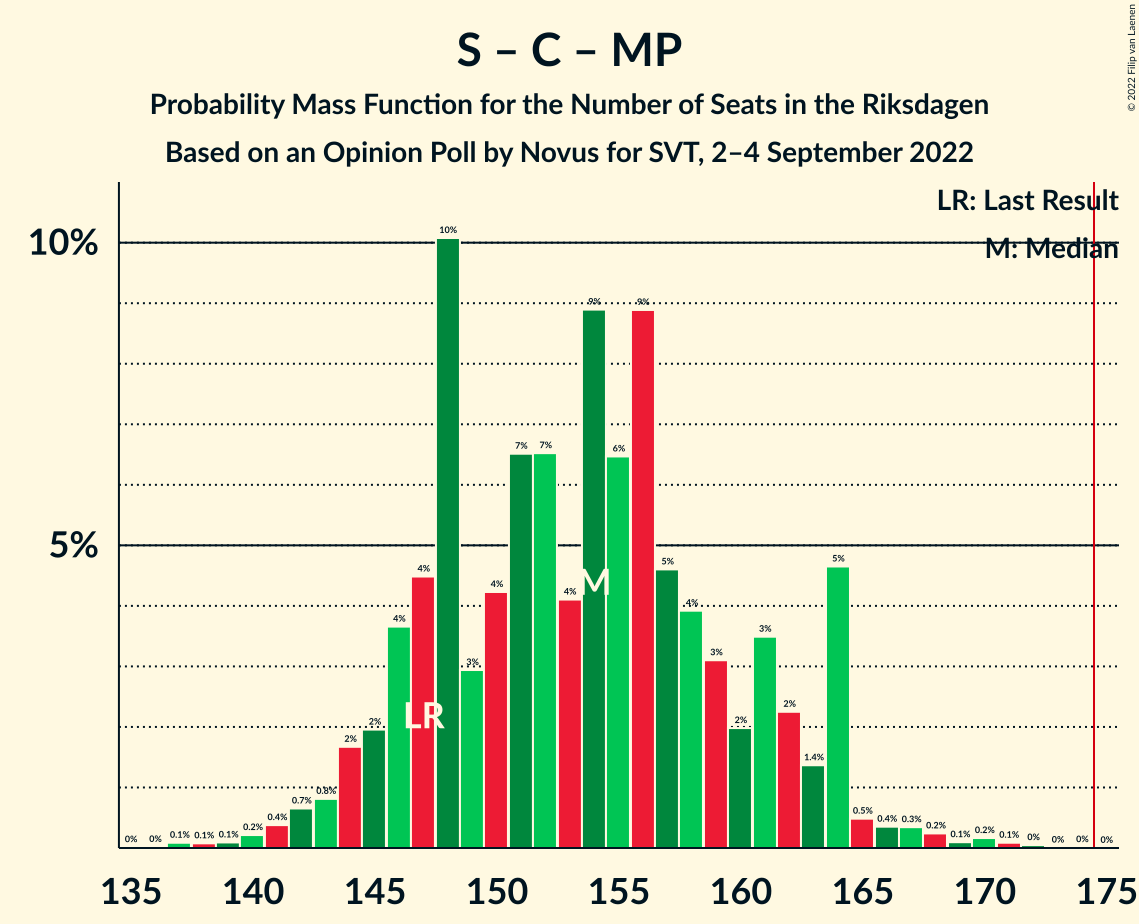 S – C – MP
Probability Mass Function for the Number of Seats in the Riksdagen
Based on an Opinion Poll by Novus for SVT, 2–4 September 2022
© 2022 Filip van Laenen
LR: Last Result
M: Median
10%
5%
0% 0% 0.1% 0.1% 0.1% 0.2% 0.4% 0.7% 0.8% 2% 2% 4% 4% 10% 3% 4% 7% 7% 4% 9% 6% 9% 5% 4% 3% 2% 3% 2% 1.4% 5% 0.5% 0.4% 0.3% 0.2% 0.1% 0.2% 0.1% 0% 0% 0% 0%
LR M
135 140 145 150 155 160 165 170 175